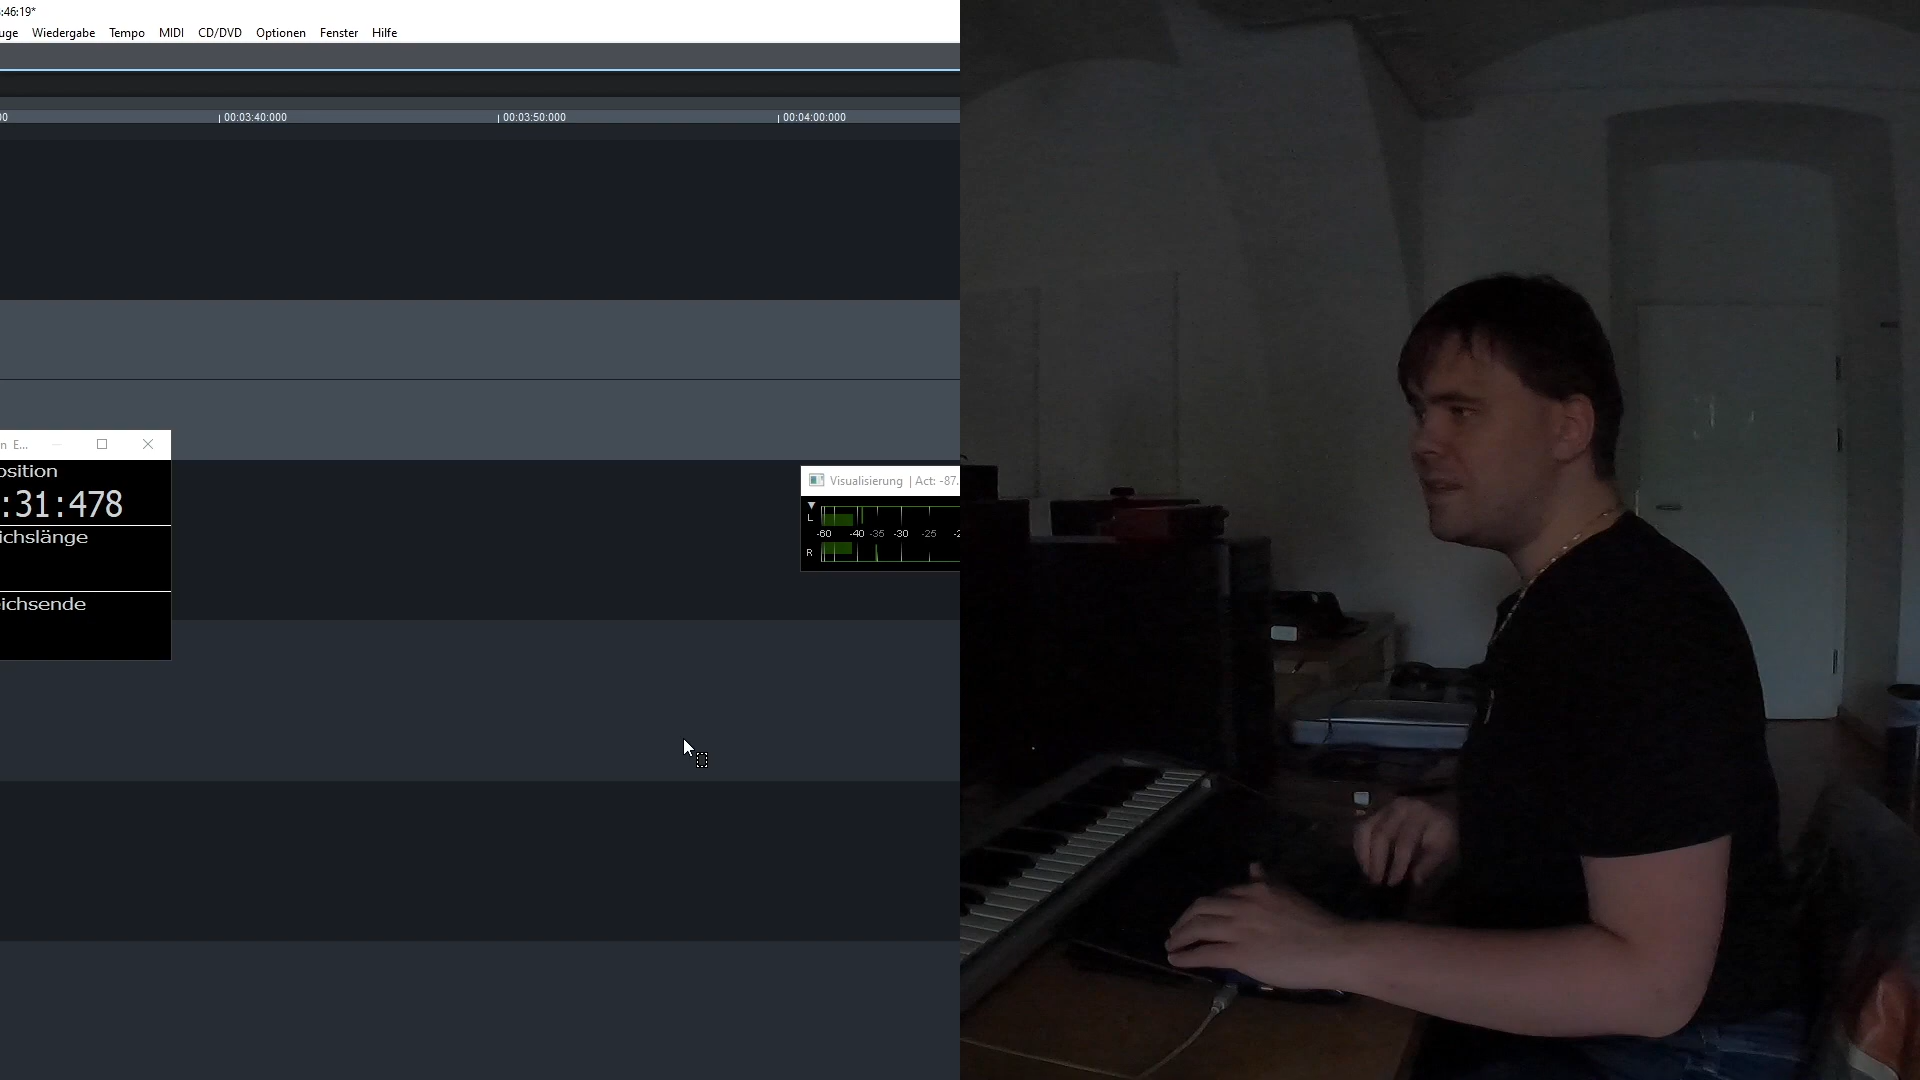 :46:19*
uge Wiedergabe Tempo MIDI CD/DVD Optionen Fenster Hilfe
00 00:03:40:000 00:03:50:000 00:04:00:000
n E...
osition
:31:478
ichslänge
eichsende
Visualisierung | Act: -87.
L
-60 -40 -35 -30 -25 -2
R